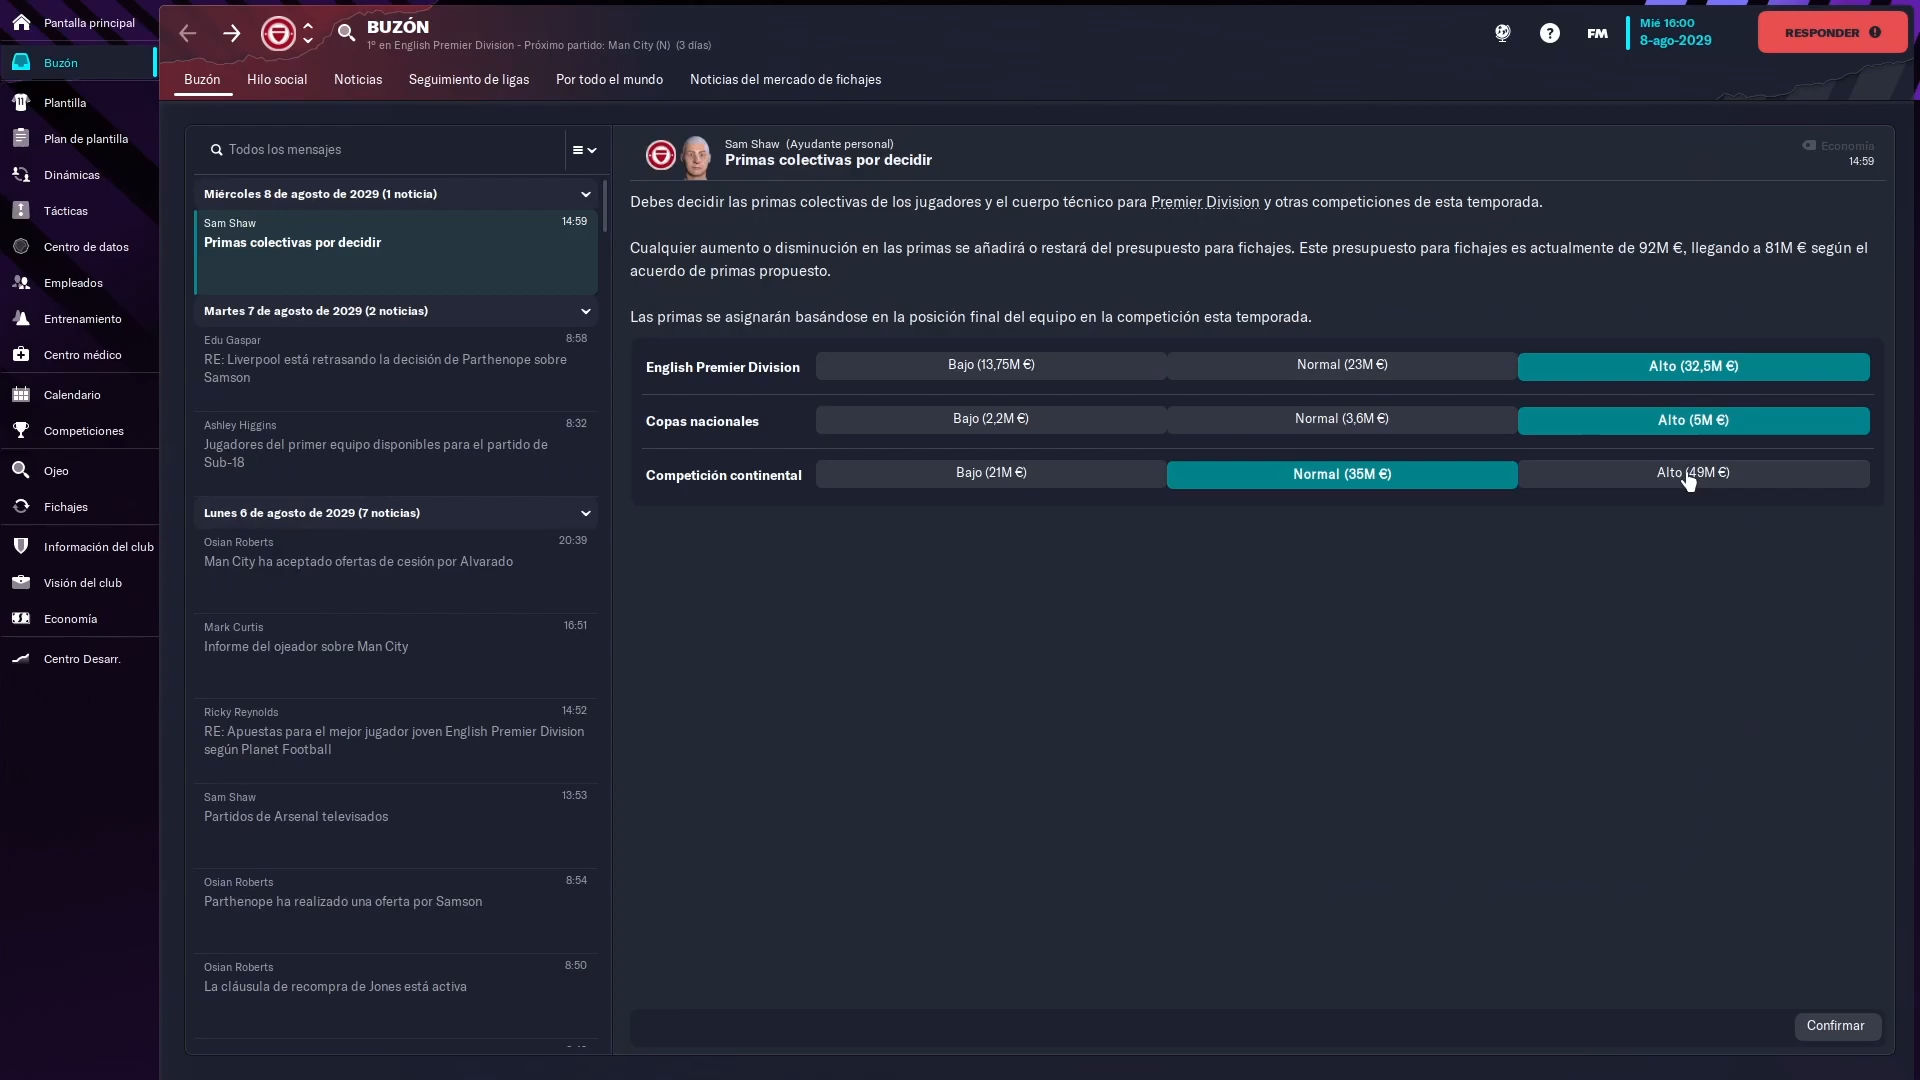 Pantalla principal
Buzón
Plantilla
Plan de plantilla
Dinámicas
Tácticas
Centro de datos
Empleados
Entrenamiento
Centro médico
Calendario
Competiciones
Ojeo
Fichajes
Información del club
Visión del club
Economía
Centro Desarr.
BUZÓN
1º en English Premier Division - Próximo partido: Man City (N) (3 días)
FM
Mié 16:00
8-ago-2029
RESPONDER
Buzón
Hilo social
Noticias
Seguimiento de ligas
Por todo el mundo
Noticias del mercado de fichajes
Todos los mensajes
Miércoles 8 de agosto de 2029 (1 noticia)
Sam Shaw 14:59
Primas colectivas por decidir
Martes 7 de agosto de 2029 (2 noticias)
Edu Gaspar 8:58
RE: Liverpool está retrasando la decisión de Parthenope sobre
Samson
Ashley Higgins 8:32
Jugadores del primer equipo disponibles para el partido de
Sub-18
Lunes 6 de agosto de 2029 (7 noticias)
Osian Roberts 20:39
Man City ha aceptado ofertas de cesión por Alvarado
Mark Curtis 16:51
Informe del ojeador sobre Man City
Ricky Reynolds 14:52
RE: Apuestas para el mejor jugador joven English Premier Division
según Planet Football
Sam Shaw 13:53
Partidos de Arsenal televisados
Osian Roberts 8:54
Parthenope ha realizado una oferta por Samson
Osian Roberts 8:50
La cláusula de recompra de Jones está activa
Sam Shaw (Ayudante personal)
Primas colectivas por decidir
Economía
14:59
Debes decidir las primas colectivas de los jugadores y el cuerpo técnico para Premier Division y otras competiciones de esta temporada.
Cualquier aumento o disminución en las primas se añadirá o restará del presupuesto para fichajes. Este presupuesto para fichajes es actualmente de 92M €, llegando a 81M € según el
acuerdo de primas propuesto.
Las primas se asignarán basándose en la posición final del equipo en la competición esta temporada.
English Premier Division Bajo (13,75M €) Normal (23M €) Alto (32,5M €)
Copas nacionales Bajo (2,2M €) Normal (3,6M €) Alto (5M €)
Competición continental Bajo (21M €) Normal (35M €) Alto (49M €)
Confirmar